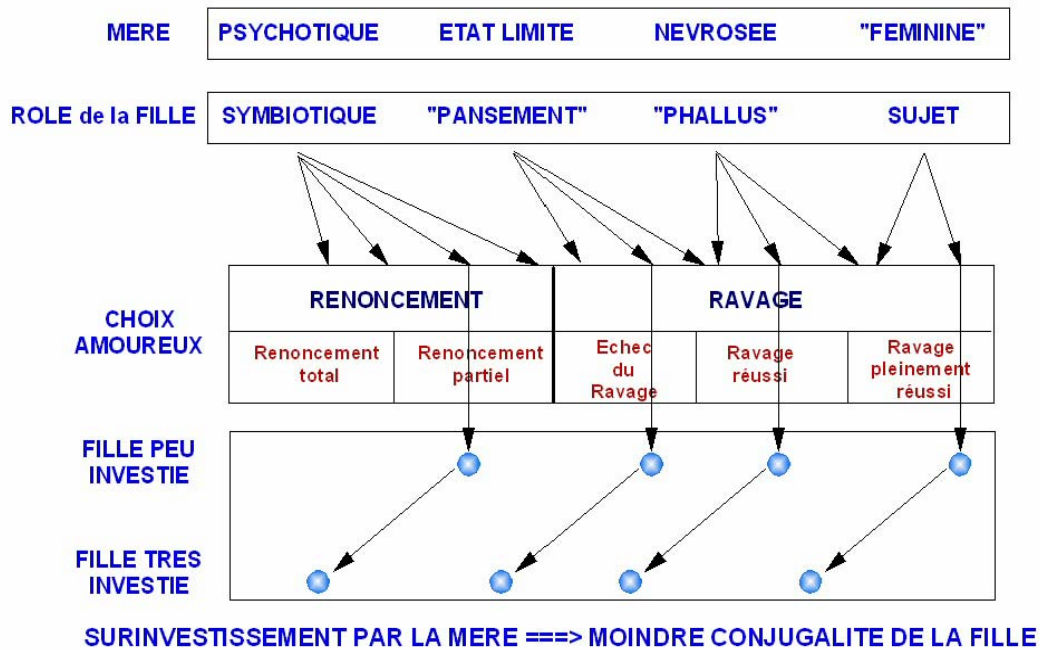 MERE PSYCHOTIQUE ETAT LIMITE NEVROSEE "FEMININE"
ROLE de la FILLE SYMBIOTIQUE "PANSEMENT" "PHALLUS" SUJET
CHOIX
AMOUREUX
RENONCEMENT RAVAGE
Renoncement
total
Renoncement
partiel
Echec
du
Ravage
Ravage
réussi
Ravage
pleinement
réussi
FILLE PEU
INVESTIE
FILLE TRES
INVESTIE
SURINVESTISSEMENT PAR LA MERE ===> MOINDRE CONJUGALITE DE LA FILLE